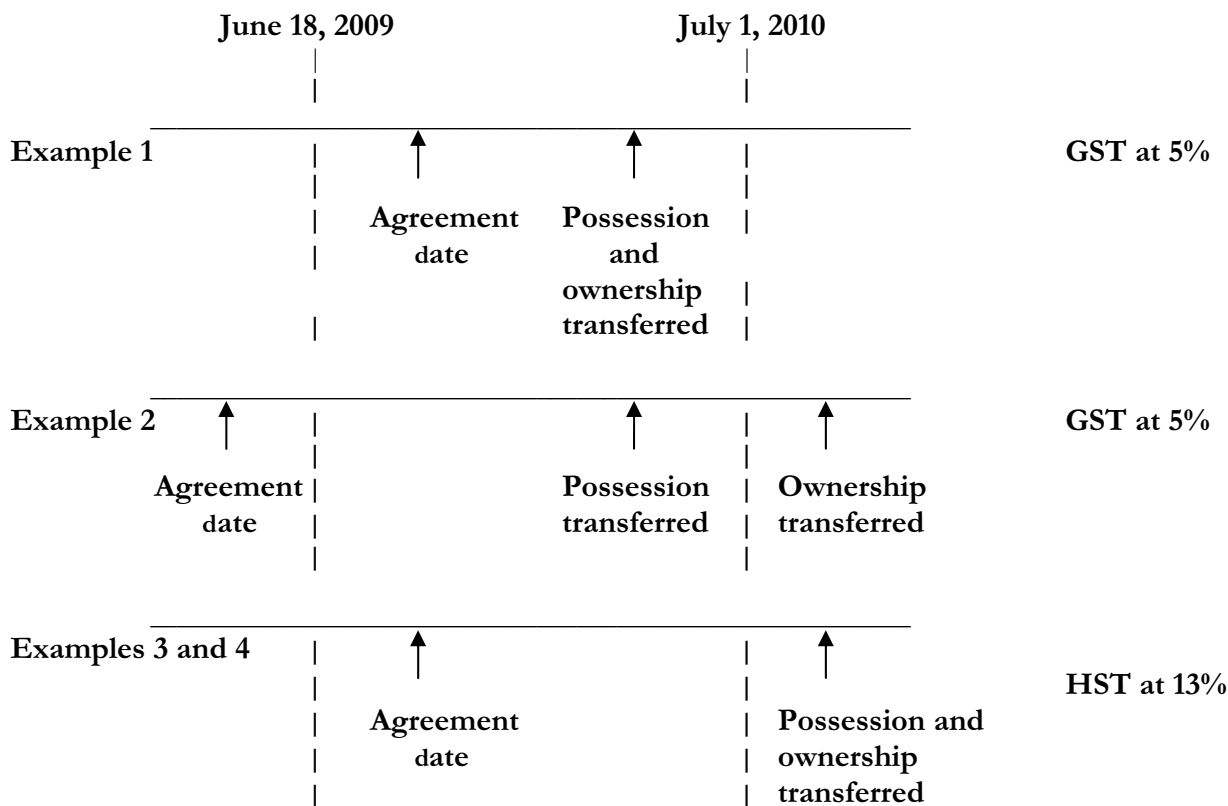 June 18, 2009 July 1, 2010
Example 1 GST at 5%
Agreement Possession
date and
ownership
transferred
Example 2 GST at 5%
Agreement Possession Ownership
date transferred transferred
Examples 3 and 4
HST at 13%
Agreement Possession and
date ownership
transferred